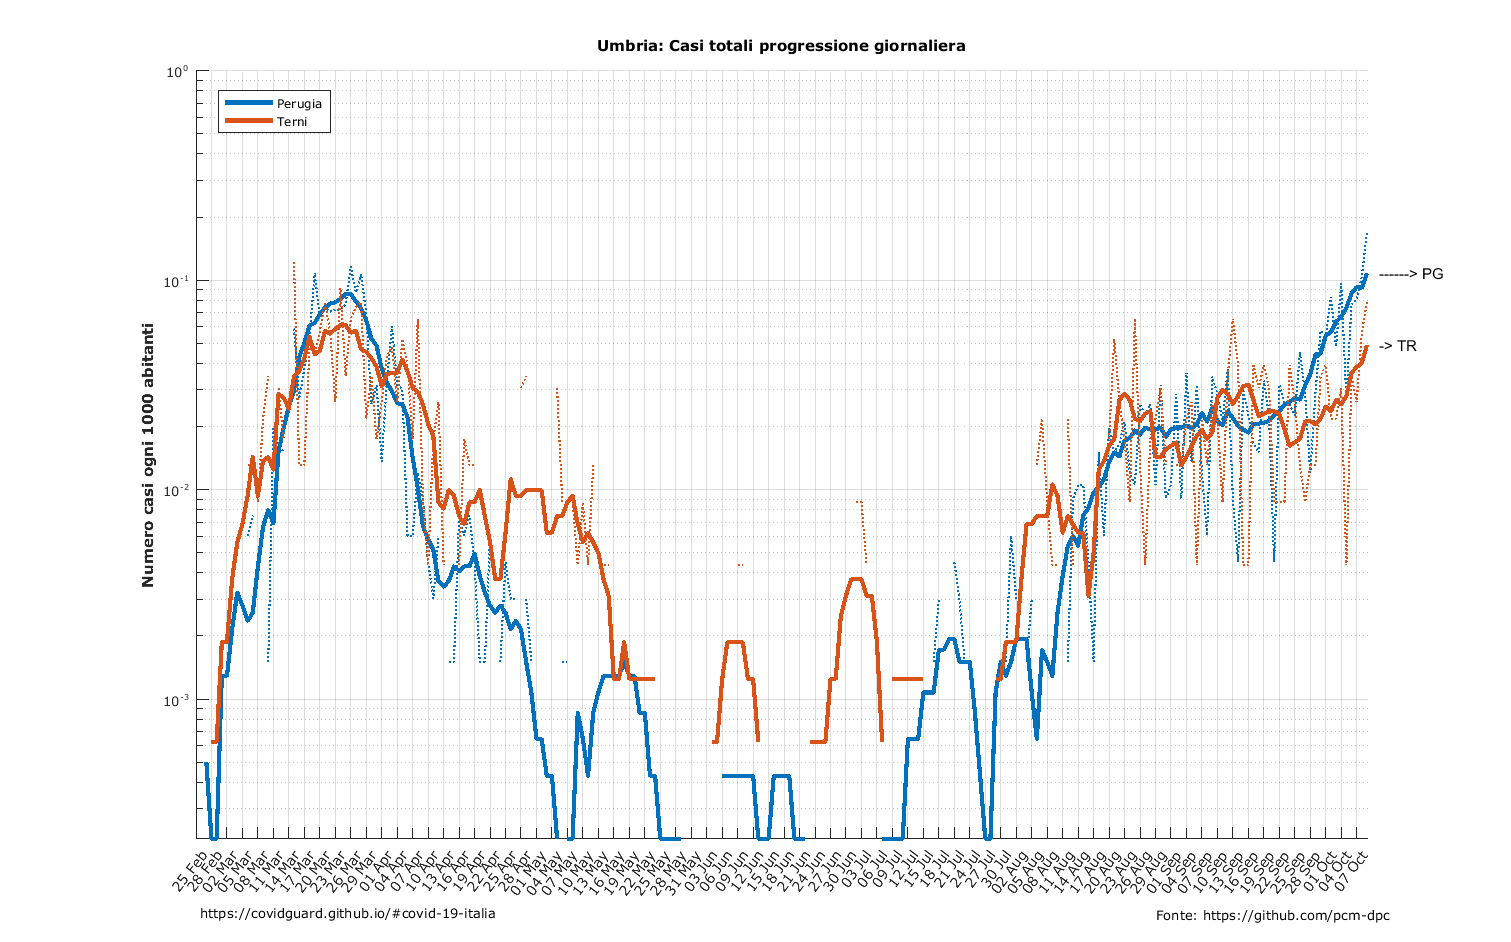 Umbria: Casi totali progressione giornaliera
Numero casi ogni 1000 abitanti
10^0
10^-1
10^-2
10^-3
Perugia
Terni
------> PG
-> TR
25 Feb
28 Feb
02 Mar
05 Mar
08 Mar
11 Mar
14 Mar
17 Mar
20 Mar
23 Mar
26 Mar
29 Mar
01 Apr
04 Apr
07 Apr
10 Apr
13 Apr
16 Apr
19 Apr
22 Apr
25 Apr
28 Apr
01 May
04 May
07 May
10 May
13 May
16 May
19 May
22 May
25 May
28 May
31 May
03 Jun
06 Jun
09 Jun
12 Jun
15 Jun
18 Jun
21 Jun
24 Jun
27 Jun
30 Jun
03 Jul
06 Jul
09 Jul
12 Jul
15 Jul
18 Jul
21 Jul
24 Jul
27 Jul
30 Jul
02 Aug
05 Aug
08 Aug
11 Aug
14 Aug
17 Aug
20 Aug
23 Aug
26 Aug
29 Aug
01 Sep
04 Sep
07 Sep
10 Sep
13 Sep
16 Sep
19 Sep
22 Sep
25 Sep
28 Sep
01 Oct
04 Oct
07 Oct
https://covidguard.github.io/#covid-19-italia
Fonte: https://github.com/pcm-dpc